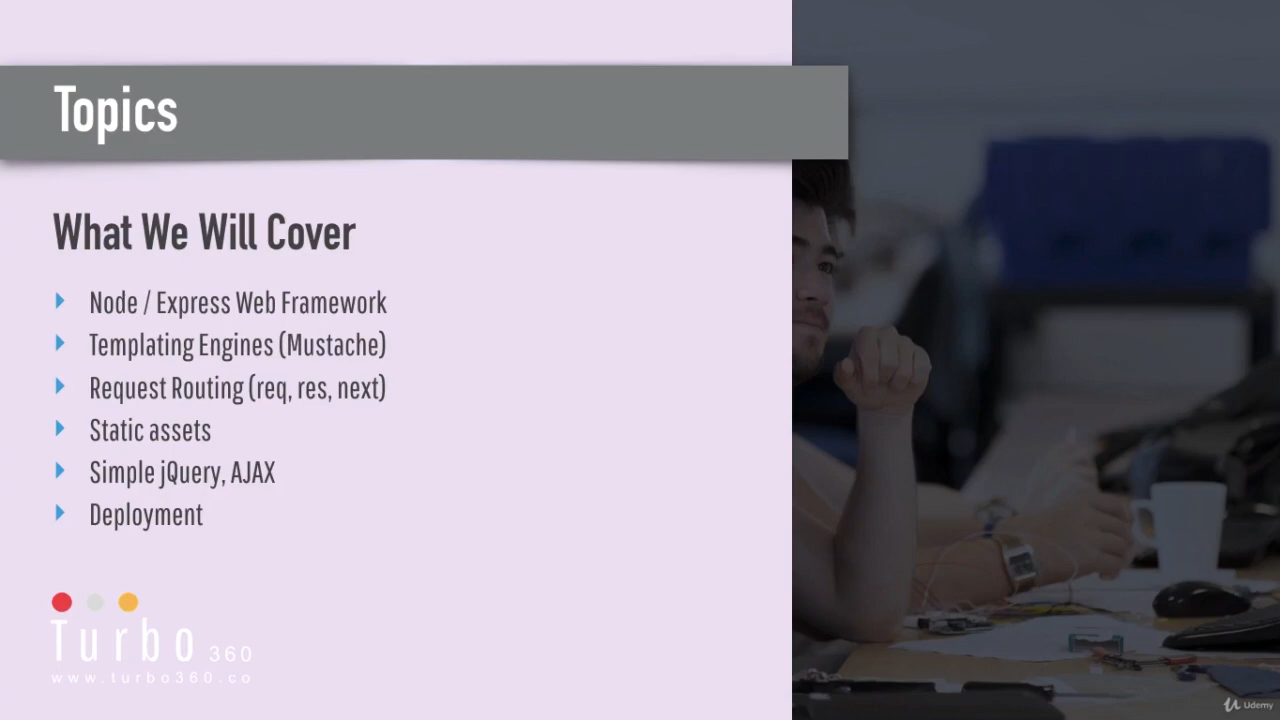 Topics
What We Will Cover
Node / Express Web Framework
Templating Engines (Mustache)
Request Routing (req, res, next)
Static assets
Simple jQuery, AJAX
Deployment
Turbo 360
www.turbo360.co
Udemy